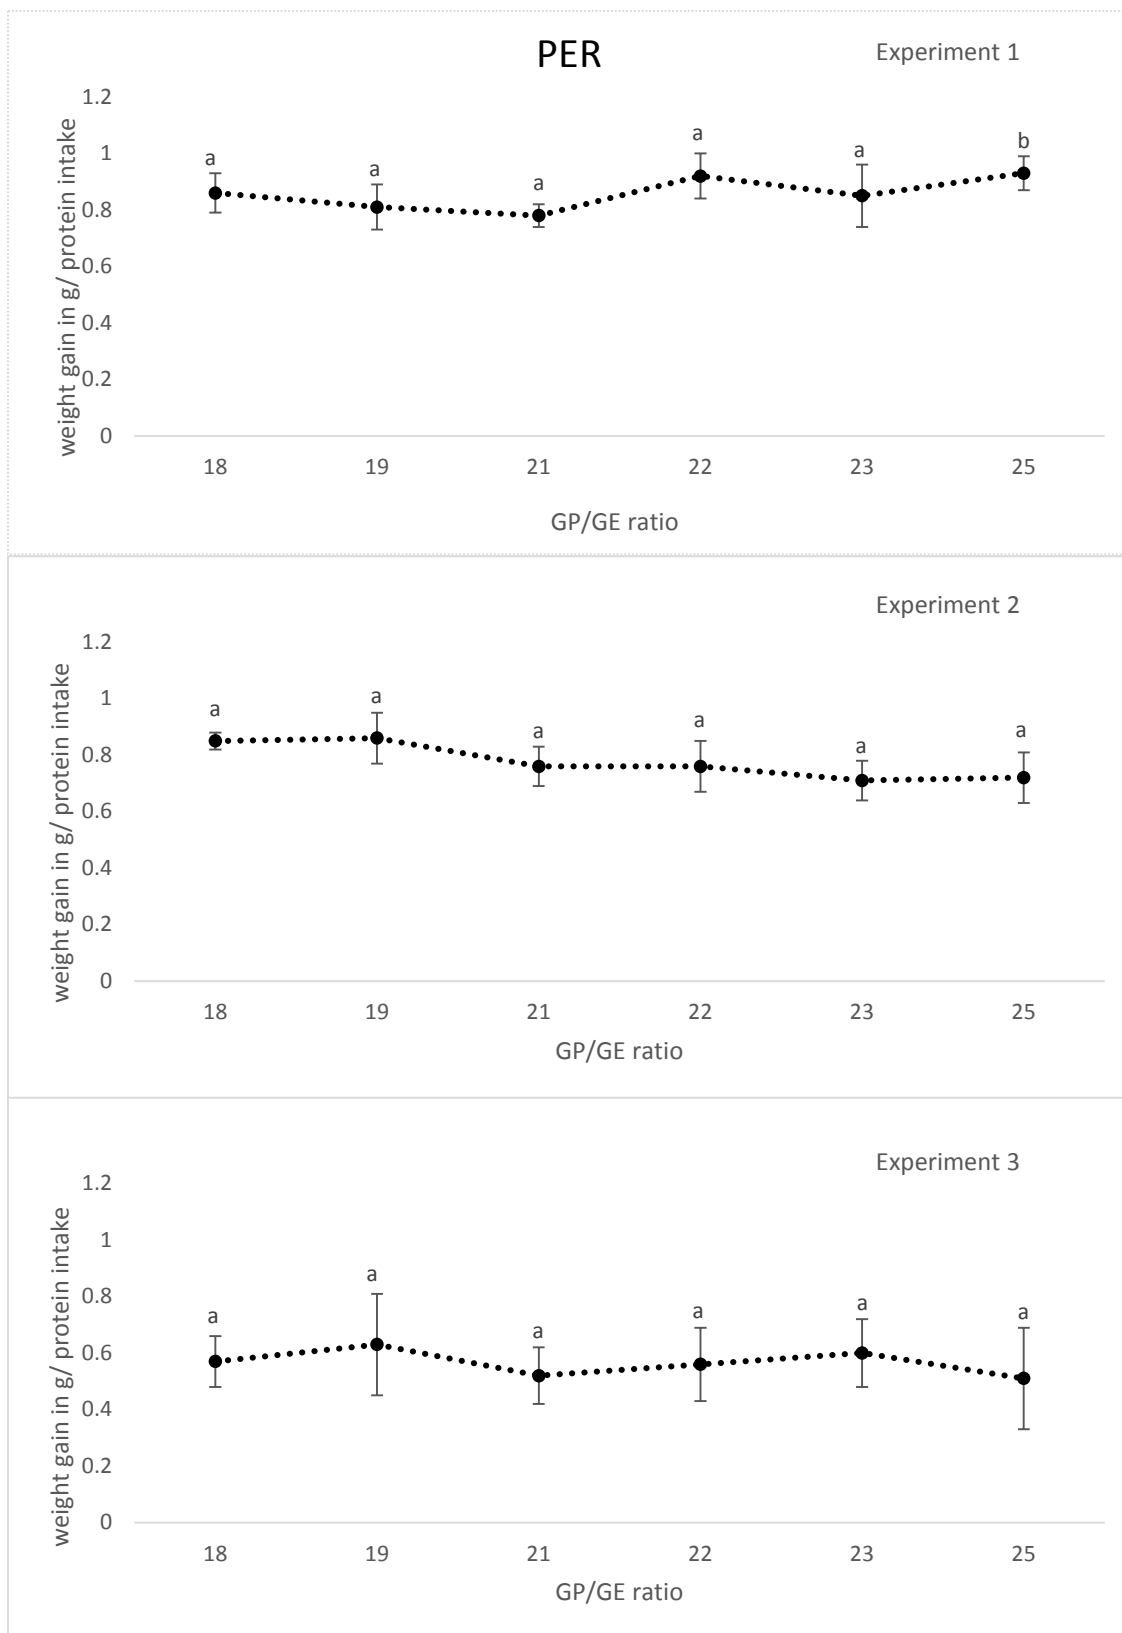 PER
Experiment 1
weight gain in g/ protein intake
1.2
1
0.8
0.6
0.4
0.2
0
a
a
a
a
a
b
18 19 21 22 23 25
GP/GE ratio
Experiment 2
weight gain in g/ protein intake
1.2
1
0.8
0.6
0.4
0.2
0
a
a
a
a
a
a
18 19 21 22 23 25
GP/GE ratio
Experiment 3
weight gain in g/ protein intake
1.2
1
0.8
0.6
0.4
0.2
0
a
a
a
a
a
a
18 19 21 22 23 25
GP/GE ratio